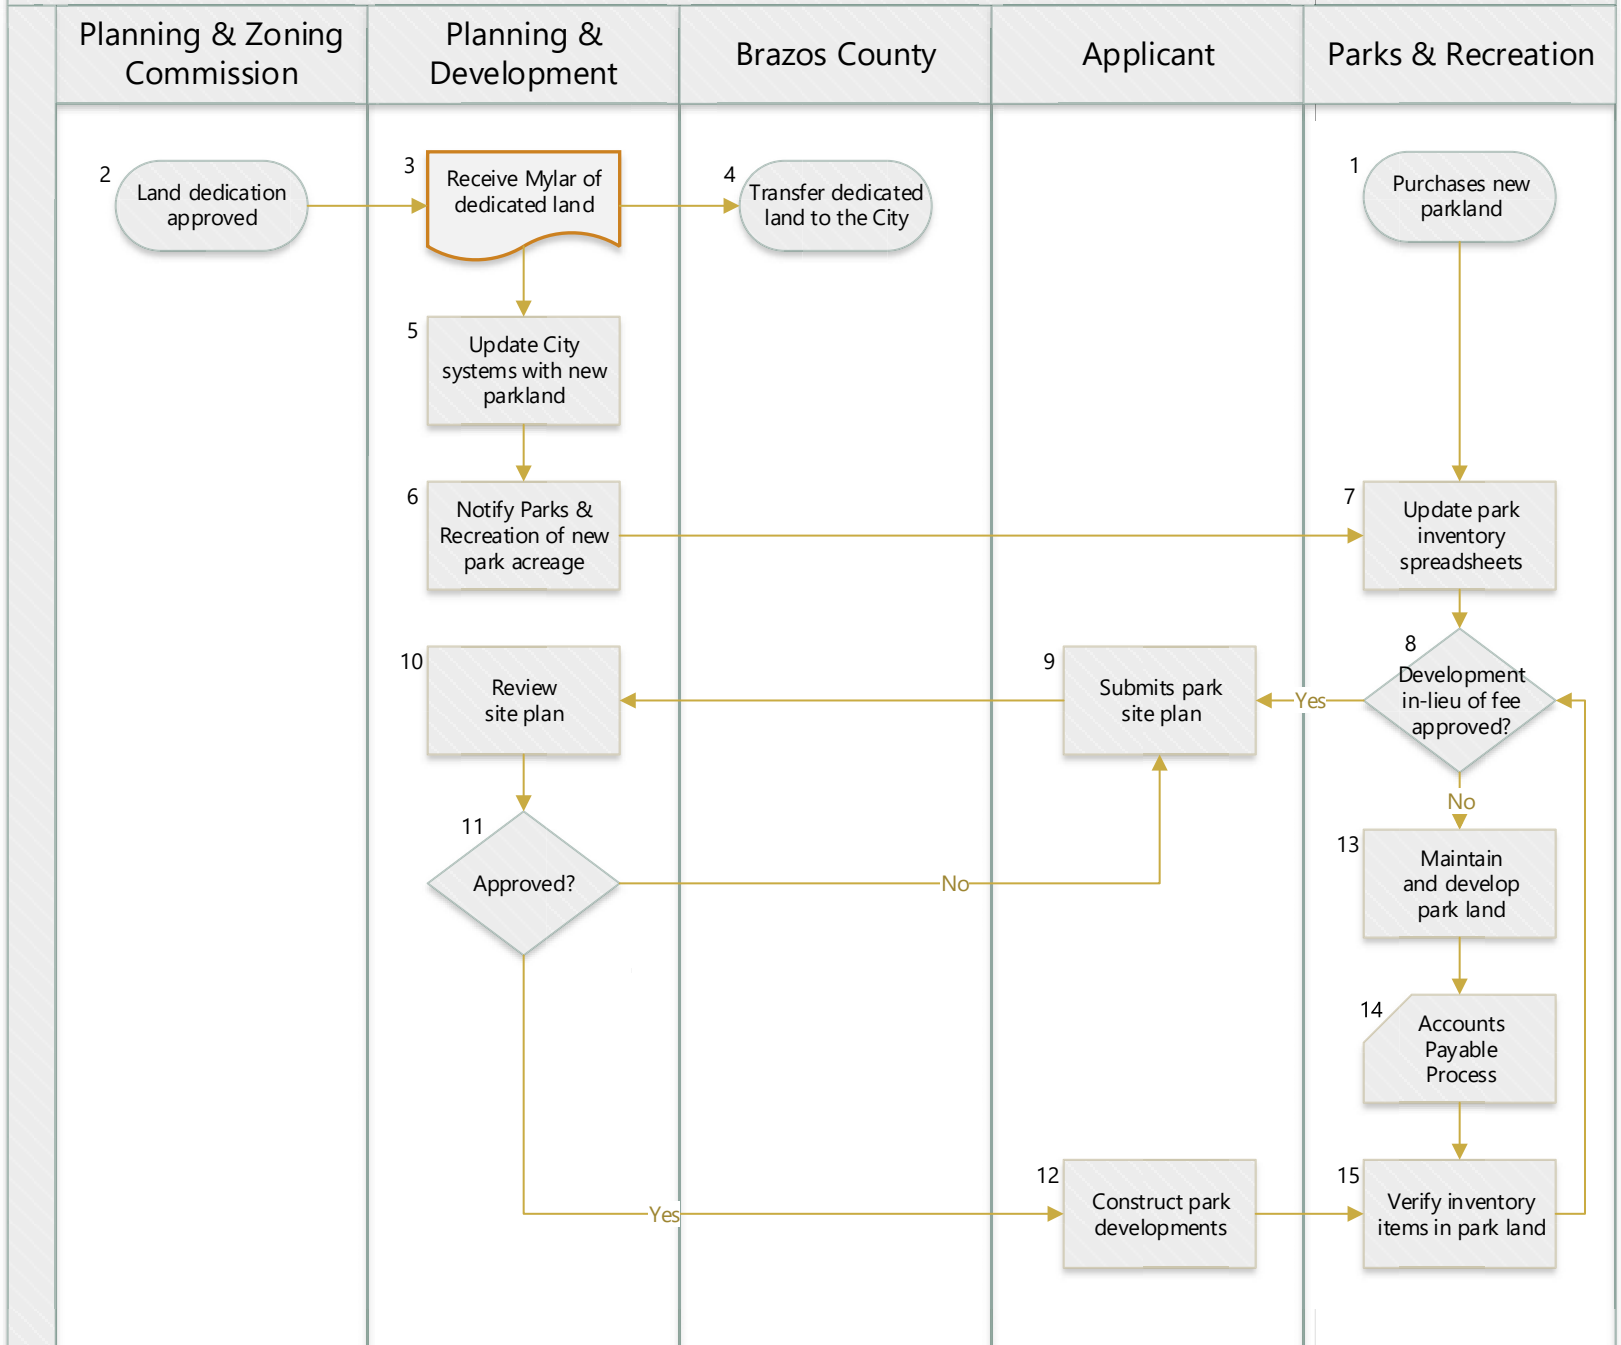 Planning & Zoning
Commission
Planning &
Development
Brazos County
Applicant
Parks & Recreation
2
Land dedication
approved
3
Receive Mylar of
dedicated land
4
Transfer dedicated
land to the City
1
Purchases new
parkland
5
Update City
systems with new
parkland
6
Notify Parks &
Recreation of new
park acreage
7
Update park
inventory
spreadsheets
10
Review
site plan
9
Submits park
site plan
Yes
8
Development
in-lieu of fee
approved?
No
11
Approved?
No
13
Maintain
and develop
park land
14
Accounts
Payable
Process
Yes
12
Construct park
developments
15
Verify inventory
items in park land